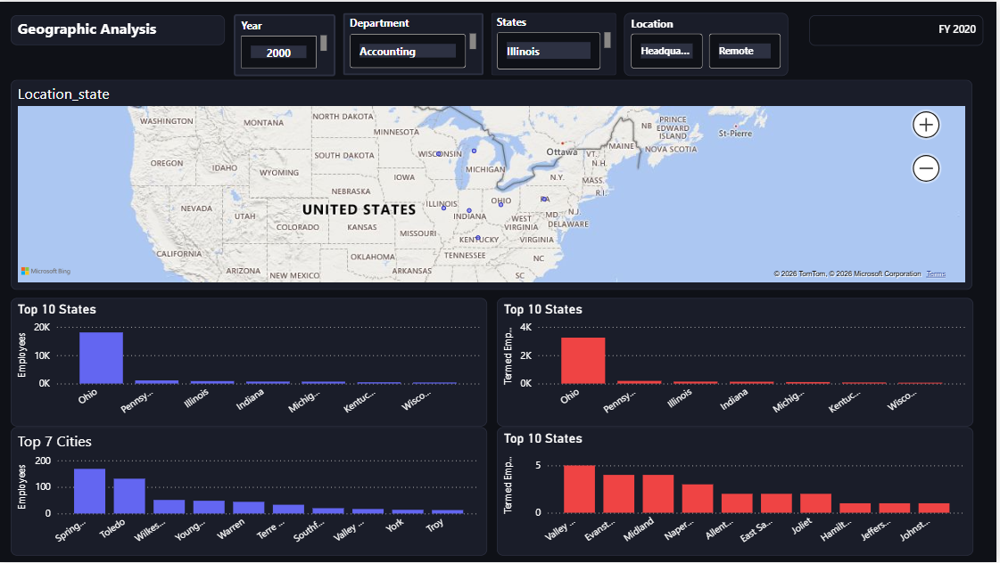 Geographic Analysis
Year
2000
Department
Accounting
States
Illinois
Location
Headqua...
Remote
FY 2020
Location_state
WASHINGTON
MONTANA
NORTH DAKOTA
MINNESOTA
OREGON
IDAHO
WYOMING
SOUTH DAKOTA
WISCONSIN
MICHIGAN
Ottawa
VT.
N.H.
MAINE
NB
PRINCE
EDWARD
ISLAND
NOVA SCOTIA
St-Pierre
IOWA
N.Y.
MASS.
R.I.
NEBRASKA
NEVADA
UTAH
COLORADO
UNITED STATES
KANSAS
MISSOURI
ILLINOIS
INDIANA
OHIO
PA
N.J.
MD.
DELAWARE
WEST
VIRGINIA
KENTUCKY
VIRGINIA
CALIFORNIA
ARIZONA
NEW MEXICO
OKLAHOMA
ARKANSAS
TENNESSEE
NC
SC
Microsoft Bing
© 2026 TomTom, © 2026 Microsoft Corporation Terms
Top 10 States
Employees
20K
10K
0K
Ohio
Pennsy...
Illinois
Indiana
Michig...
Kentuc...
Wisco...
Top 10 States
Termed Emp...
4K
2K
0K
Ohio
Pennsy...
Illinois
Indiana
Michig...
Kentuc...
Wisco...
Top 7 Cities
Employees
200
100
0
Spring...
Toledo
Wilkes...
Young...
Warren
Terre ...
Southf...
Valley ...
York
Troy
Top 10 States
Termed Emp...
5
0
Valley ...
Evanst...
Midland
Naper...
Allent...
East Sa...
Joliet
Hamilt...
Jeffers...
Johnst...